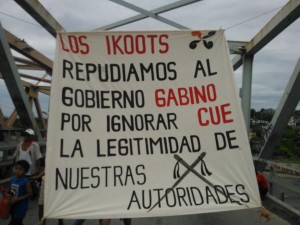 LOS IKOOTS
REPUDIAMOS AL
GOBIERNO GABINO
POR IGNORAR CUE
LA LEGITIMIDAD DE
NUESTRAS
AUTORIDADES